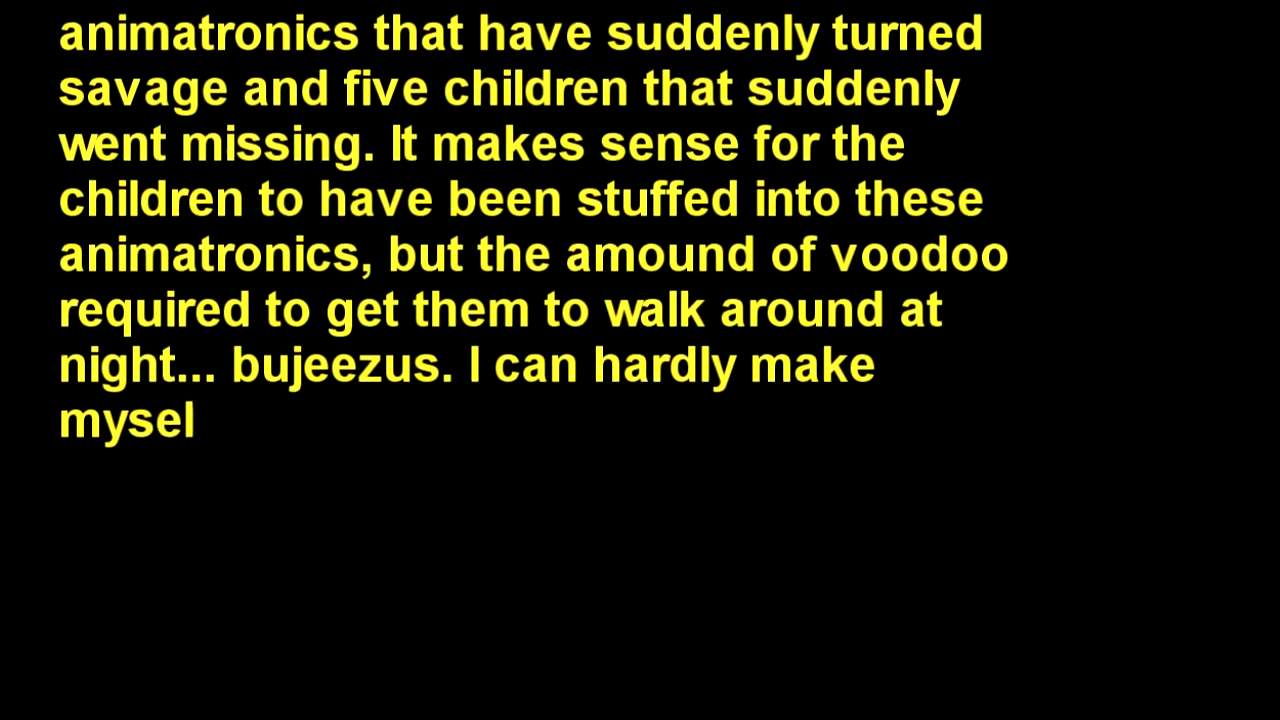 animatronics that have suddenly turned
savage and five children that suddenly
went missing. It makes sense for the
children to have been stuffed into these
animatronics, but the amound of voodoo
required to get them to walk around at
night... bujeezus. I can hardly make
mysel